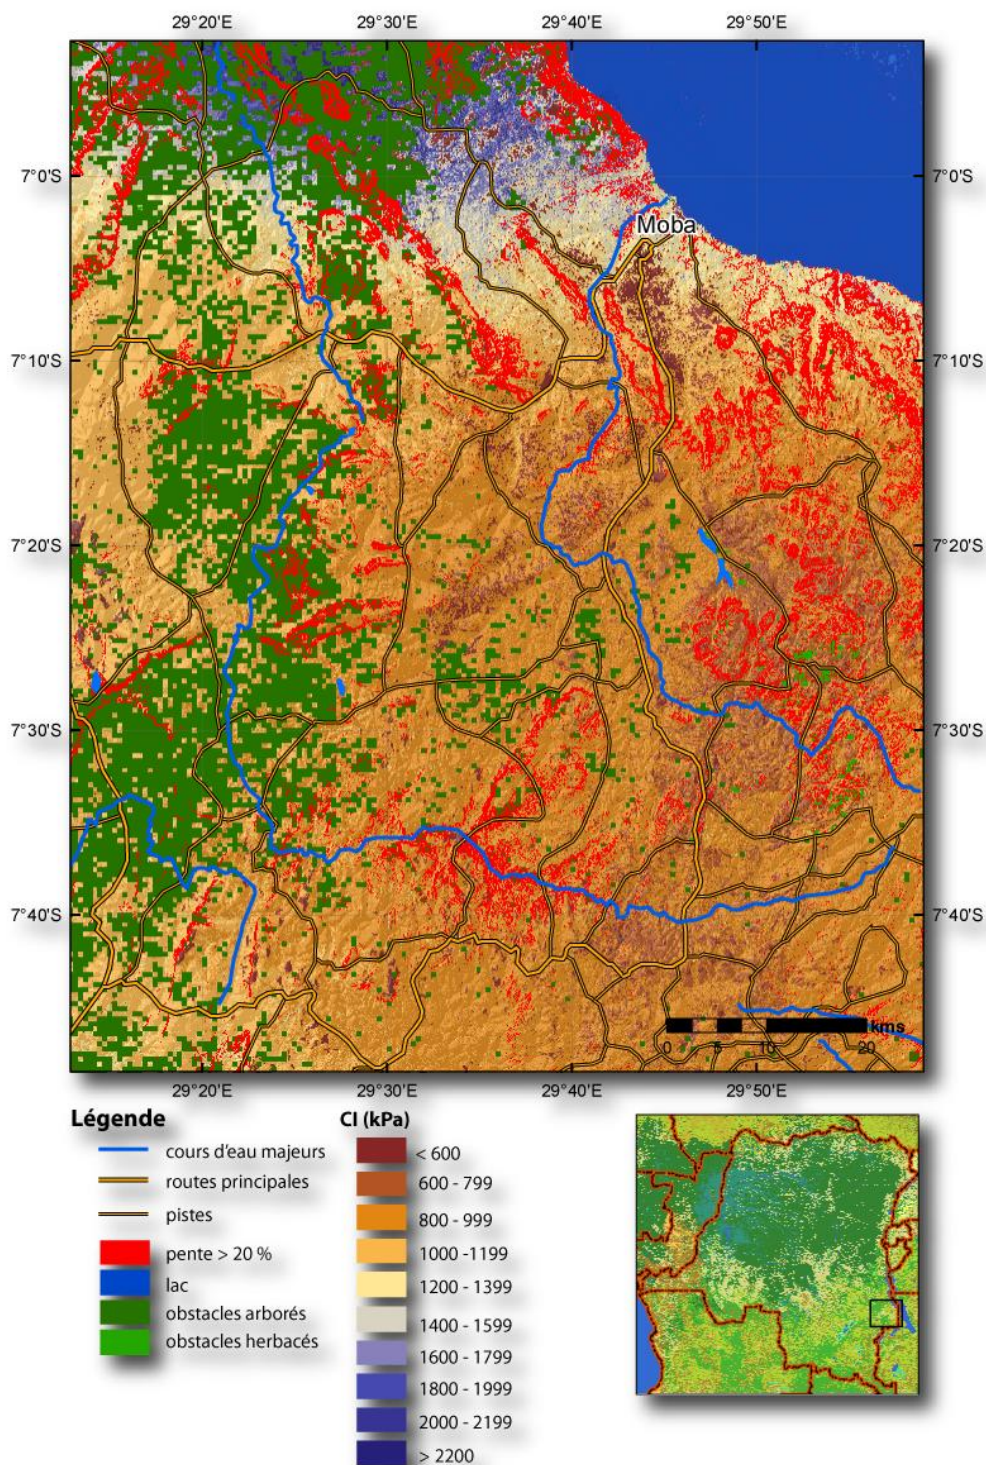 29°20'E 29°30'E 29°40'E 29°50'E
7°0'S 7°0'S
Moba
7°10'S 7°10'S
7°20'S 7°20'S
7°30'S 7°30'S
7°40'S 7°40'S
kms
0 5 10 20
29°20'E 29°30'E 29°40'E 29°50'E
Légende
cours d'eau majeurs
routes principales
pistes
pente > 20 %
lac
obstacles arborés
obstacles herbacés
CI (kPa)
< 600
600 - 799
800 - 999
1000 -1199
1200 - 1399
1400 - 1599
1600 - 1799
1800 - 1999
2000 - 2199
> 2200